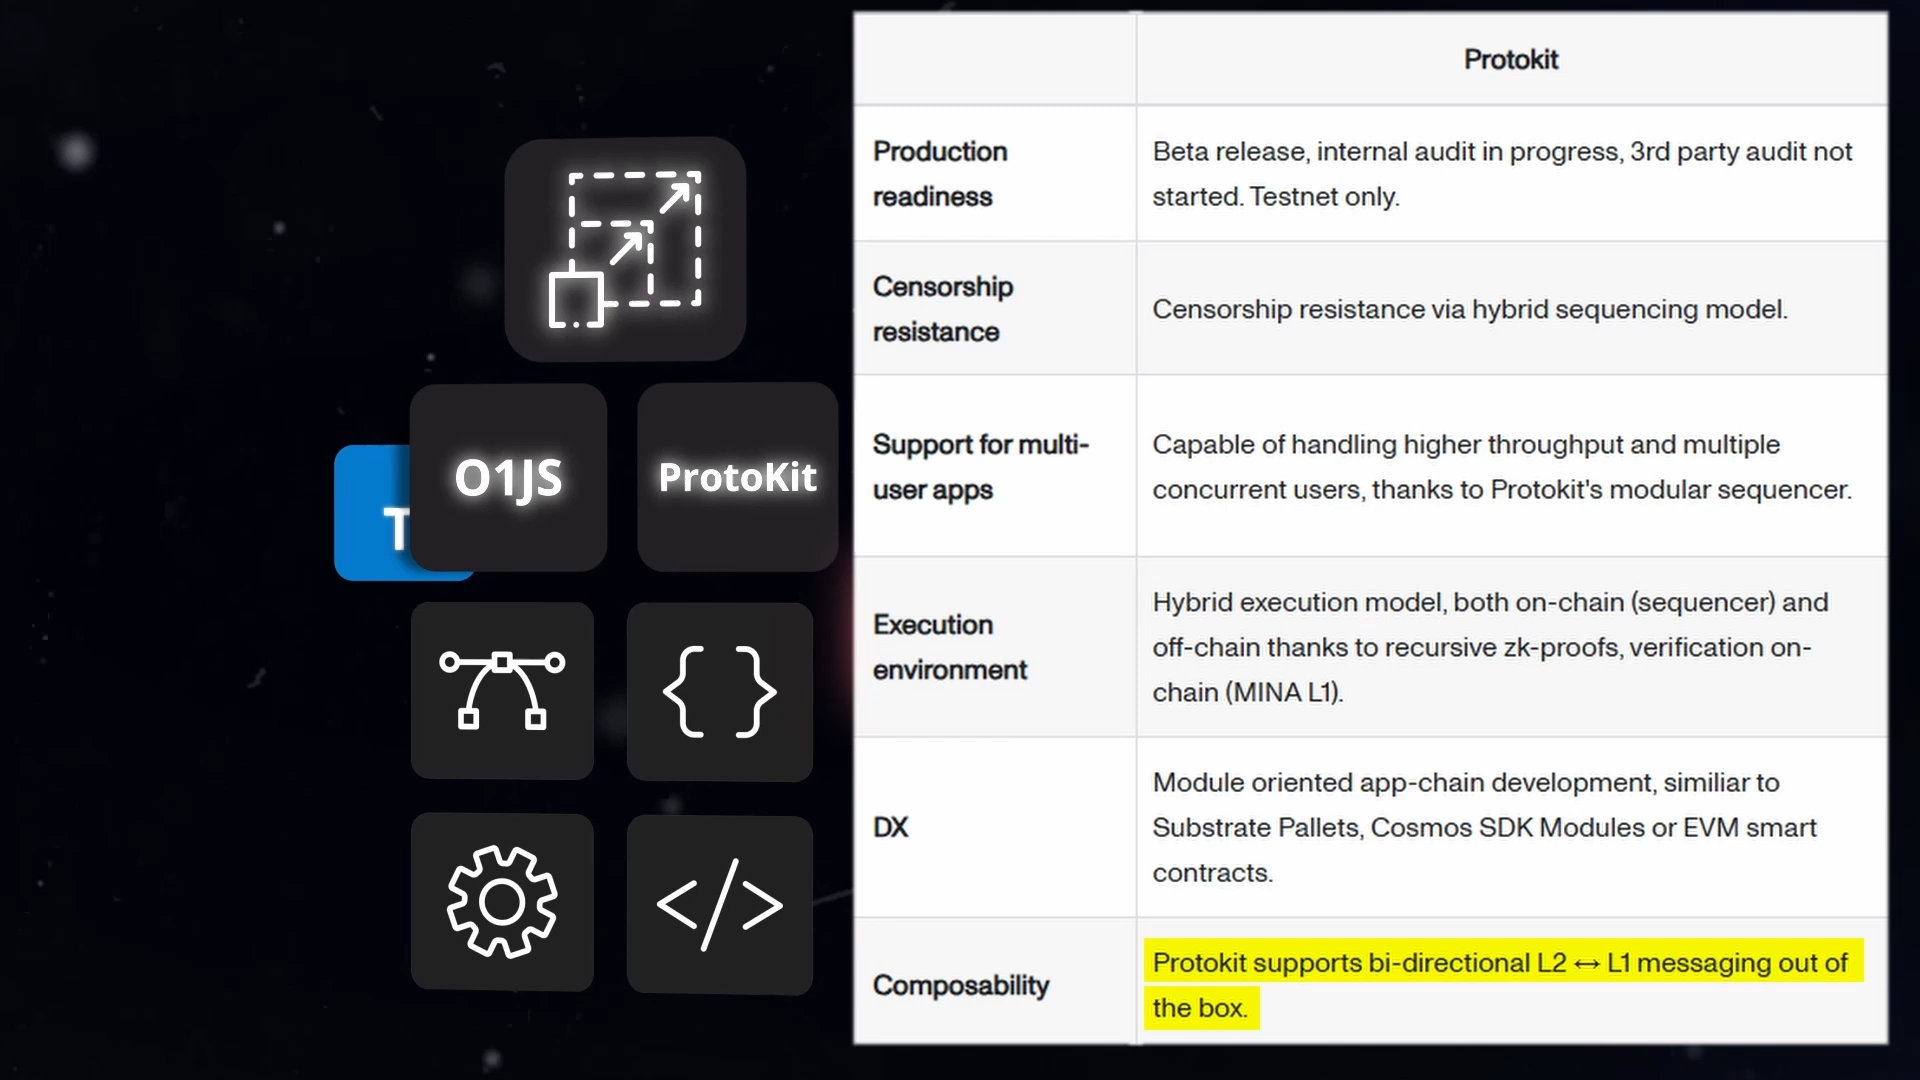 O1JS
ProtoKit
T
Protokit
Production
readiness
Beta release, internal audit in progress, 3rd party audit not
started. Testnet only.
Censorship
resistance
Censorship resistance via hybrid sequencing model.
Support for multi-
user apps
Capable of handling higher throughput and multiple
concurrent users, thanks to Protokit's modular sequencer.
Execution
environment
Hybrid execution model, both on-chain (sequencer) and
off-chain thanks to recursive zk-proofs, verification on-
chain (MINA L1).
DX
Module oriented app-chain development, similiar to
Substrate Pallets, Cosmos SDK Modules or EVM smart
contracts.
Composability
Protokit supports bi-directional L2 ↔ L1 messaging out of
the box.